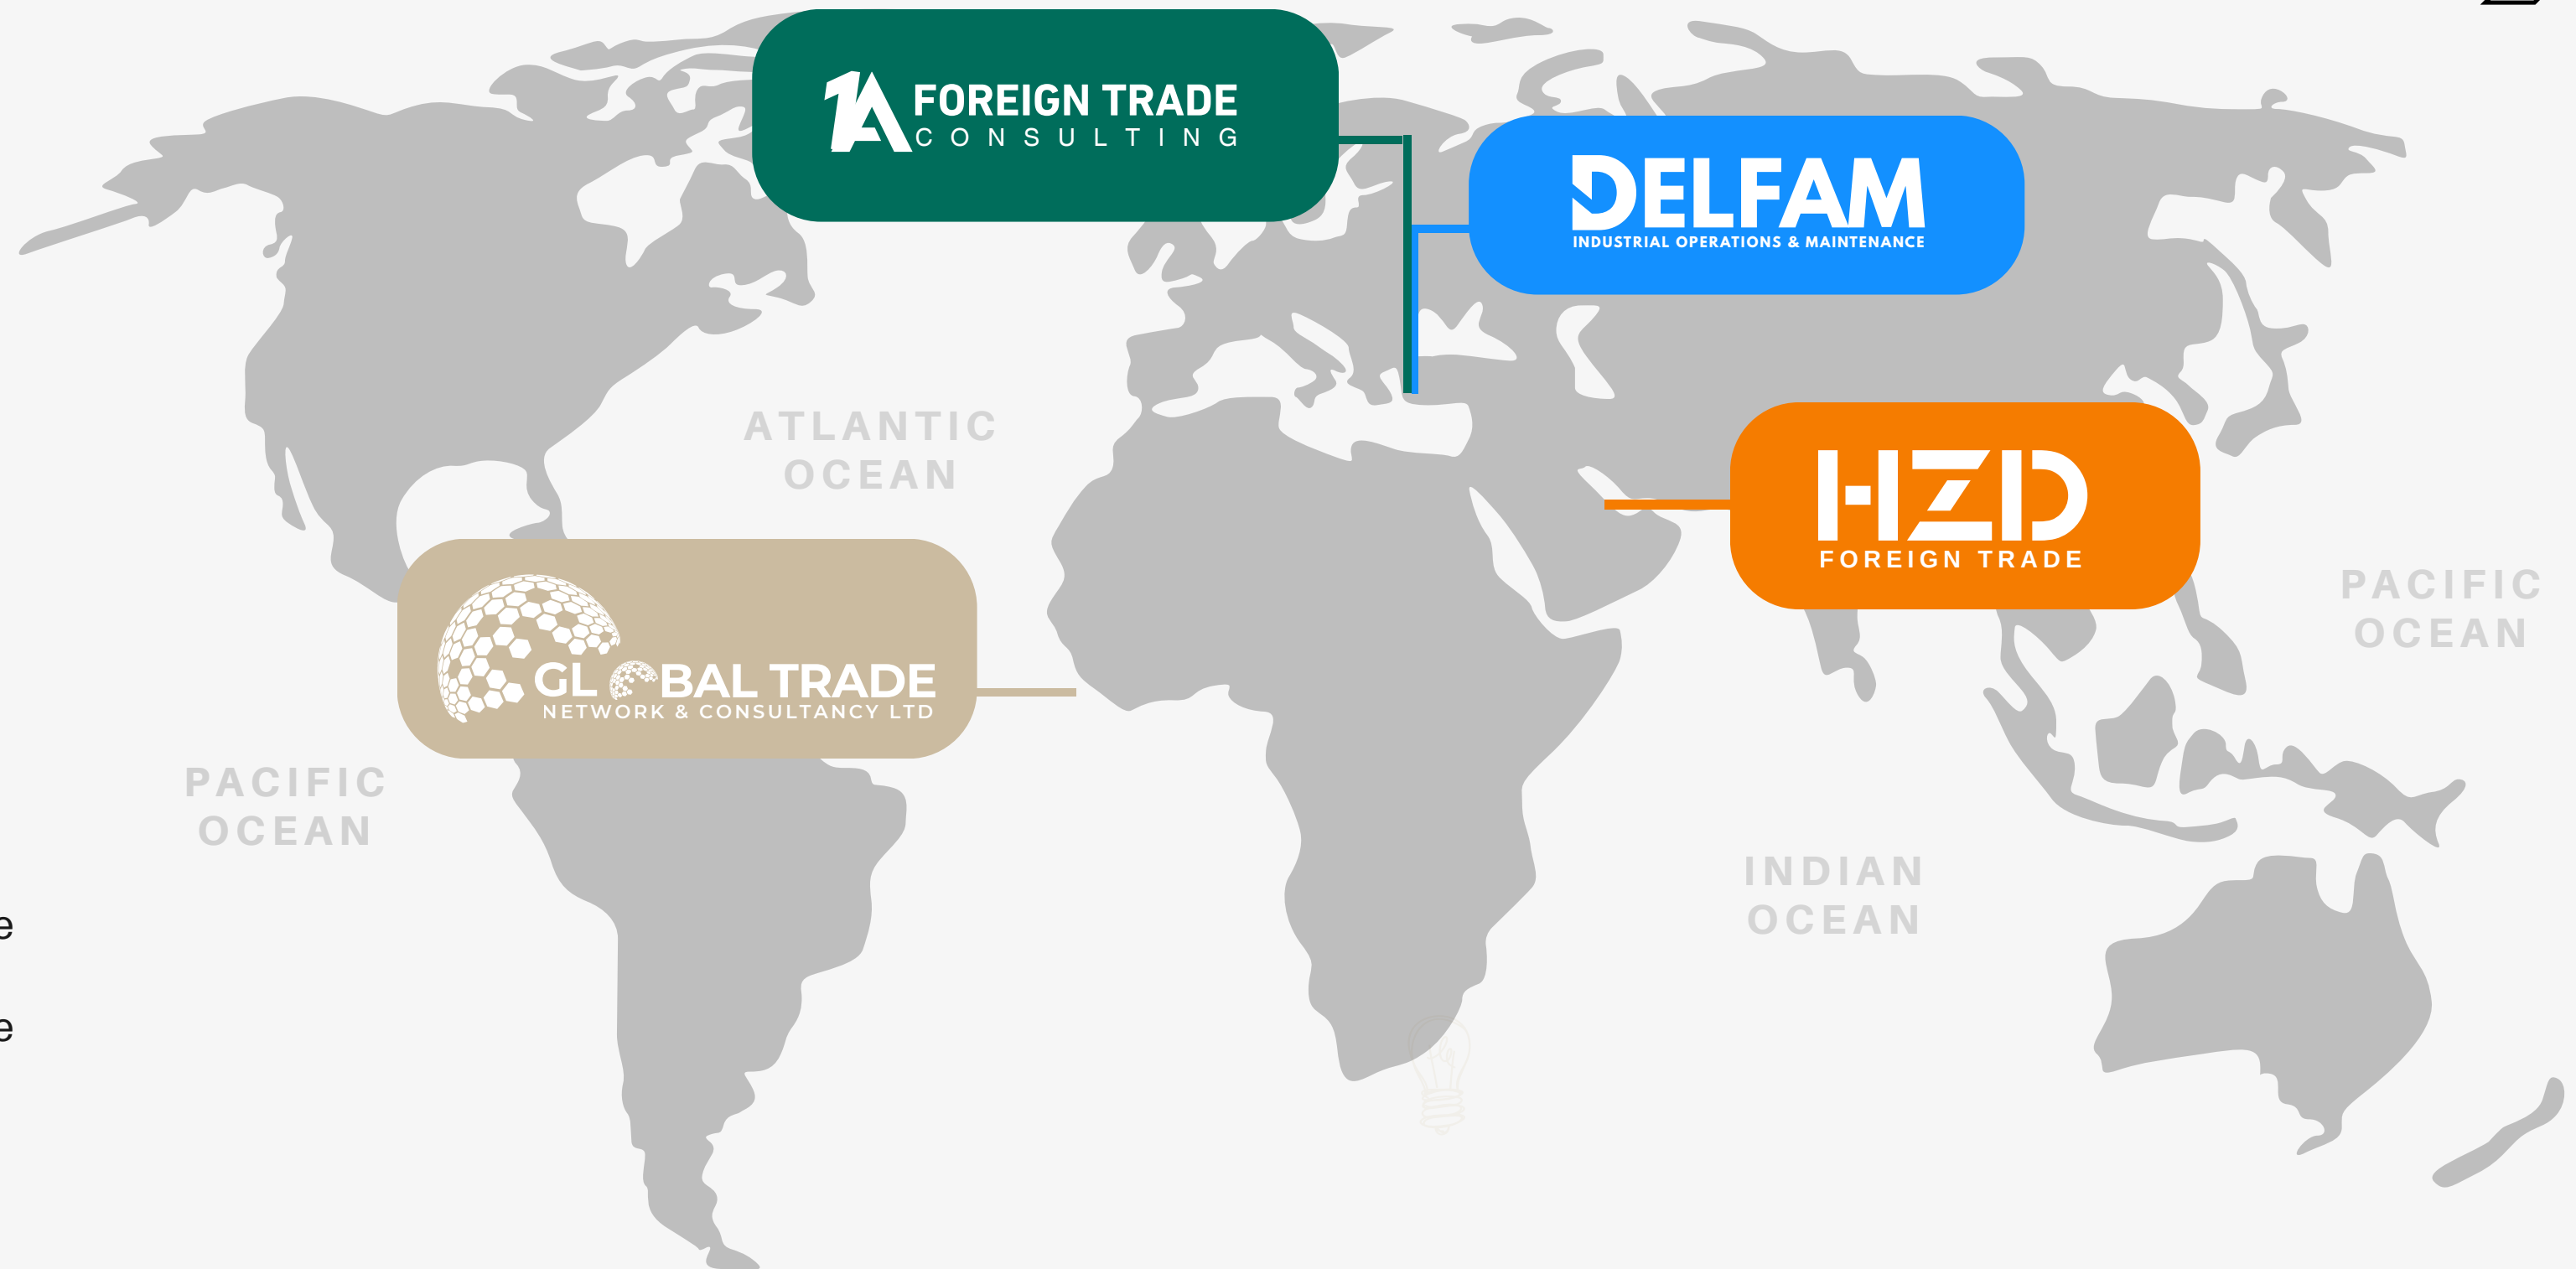 1A FOREIGN TRADE
CONSULTING
DELFAM
INDUSTRIAL OPERATIONS & MAINTENANCE
ATLANTIC
OCEAN
HZD
FOREIGN TRADE
GLOBAL TRADE
NETWORK & CONSULTANCY LTD
PACIFIC
OCEAN
PACIFIC
OCEAN
INDIAN
OCEAN
e
e